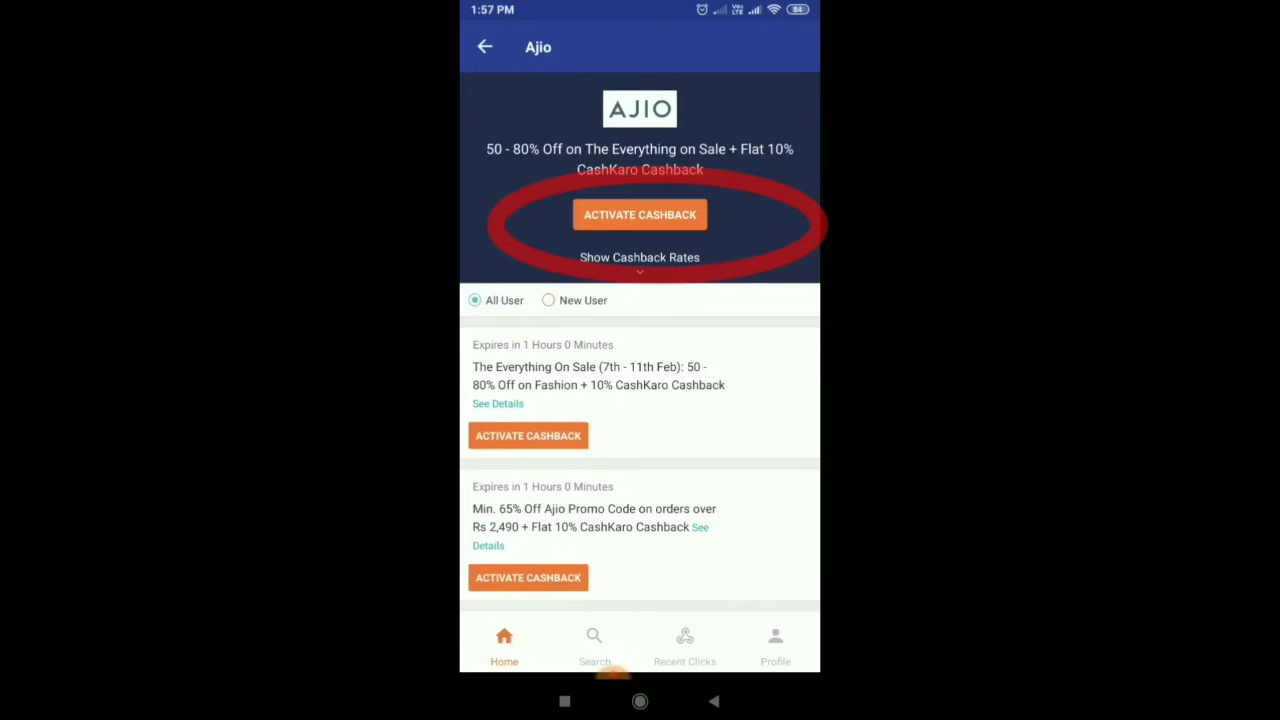 1:57 PM
Vo)
LTE
84
Ajio
AJIO
50 - 80% Off on The Everything on Sale + Flat 10%
CashKaro Cashback
ACTIVATE CASHBACK
Show Cashback Rates
All User
New User
Expires in 1 Hours 0 Minutes
The Everything On Sale (7th - 11th Feb): 50 -
80% Off on Fashion + 10% CashKaro Cashback
See Details
ACTIVATE CASHBACK
Expires in 1 Hours 0 Minutes
Min. 65% Off Ajio Promo Code on orders over
Rs 2,490 + Flat 10% CashKaro Cashback See
Details
ACTIVATE CASHBACK
Home
Search
Recent Clicks
Profile